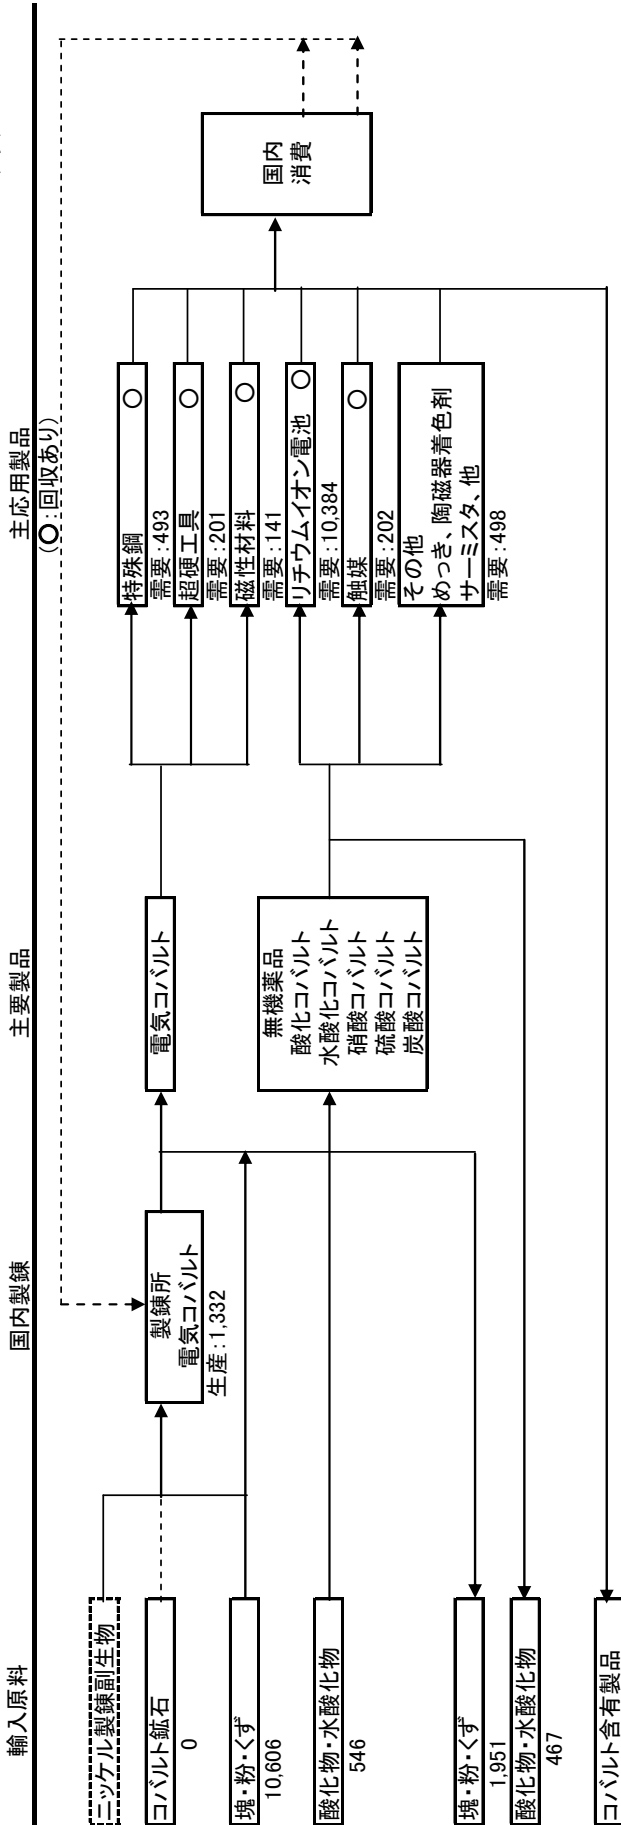 輸入原料
国内製錬
主要製品
主応用製品
(○:回収あり)
ニッケル製錬副生物
コバルト鉱石
0
塊・粉・くず
10,606
酸化物・水酸化物
546
塊・粉・くず
1,951
酸化物・水酸化物
467
コバルト含有製品
製錬所
電気コバルト
生産:1,332
電気コバルト
無機薬品
酸化コバルト
水酸化コバルト
硝酸コバルト
硫酸コバルト
炭酸コバルト
特殊鋼 ○
需要:493
超硬工具 ○
需要:201
磁性材料 ○
需要:141
リチウムイオン電池 ○
需要:10,384
触媒 ○
需要:202
その他
めっき、陶磁器着色剤
サーミスタ、他
需要:498
国内
消費